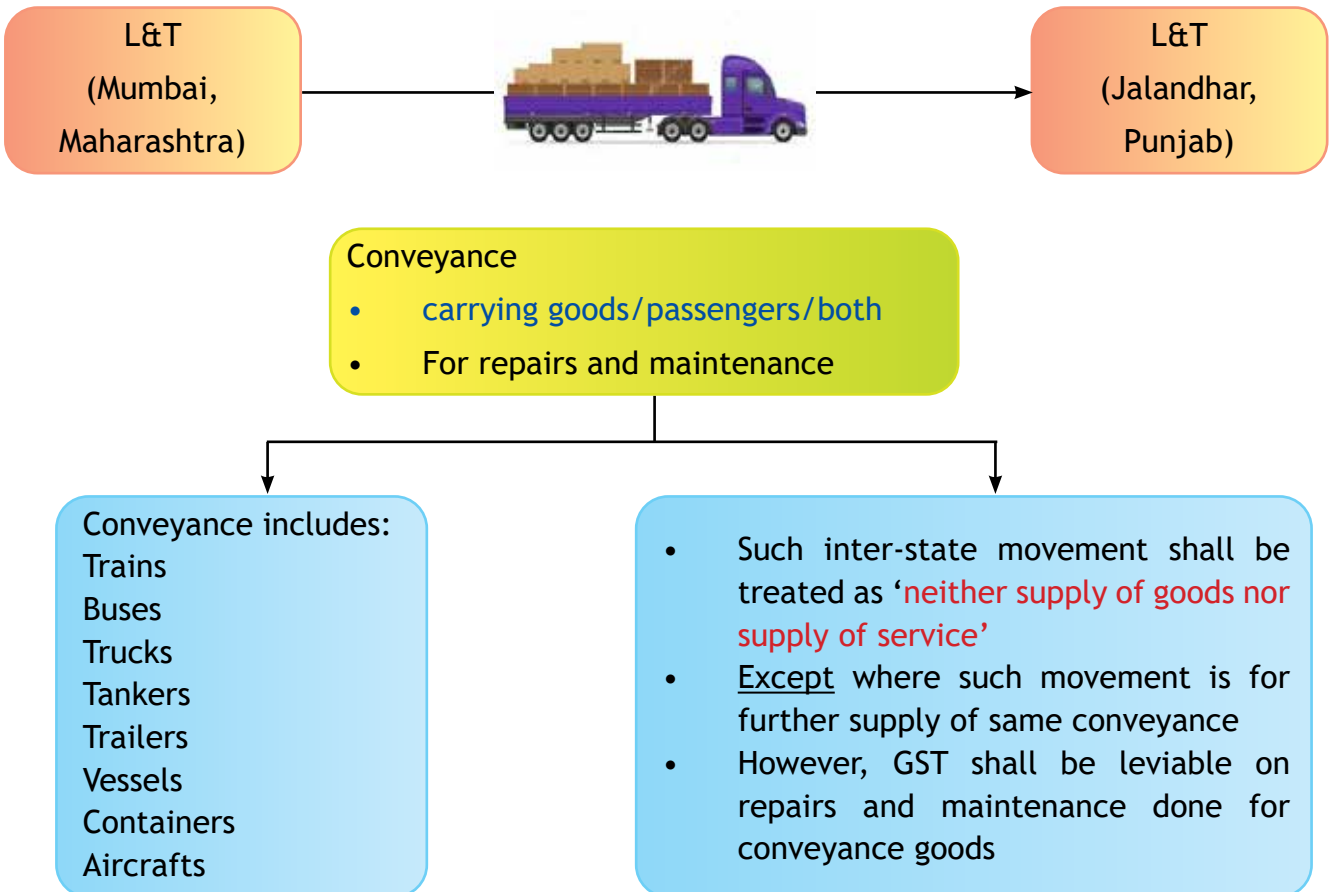 L&T
(Mumbai,
Maharashtra)
L&T
(Jalandhar,
Punjab)
Conveyance
• carrying goods/passengers/both
• For repairs and maintenance
Conveyance includes:
Trains
Buses
Trucks
Tankers
Trailers
Vessels
Containers
Aircrafts
• Such inter-state movement shall be
treated as ‘neither supply of goods nor
supply of service’
• Except where such movement is for
further supply of same conveyance
• However, GST shall be leviable on
repairs and maintenance done for
conveyance goods